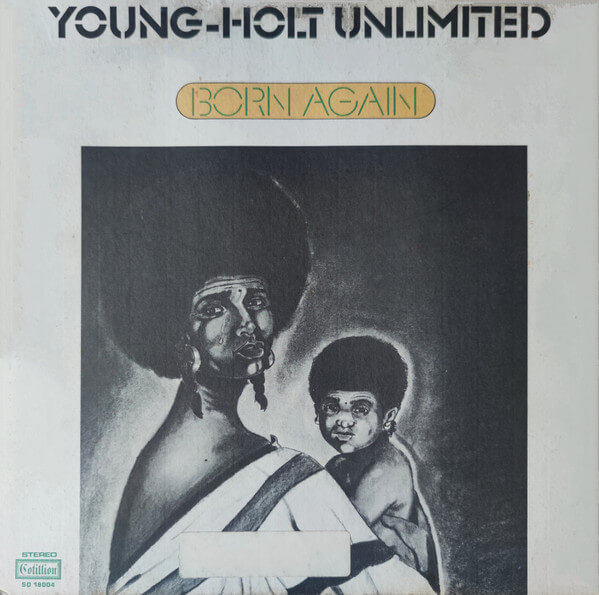 YOUNG-HOLT UNLIMITED
BORN AGAIN
STEREO
Cotillion
SD 18004